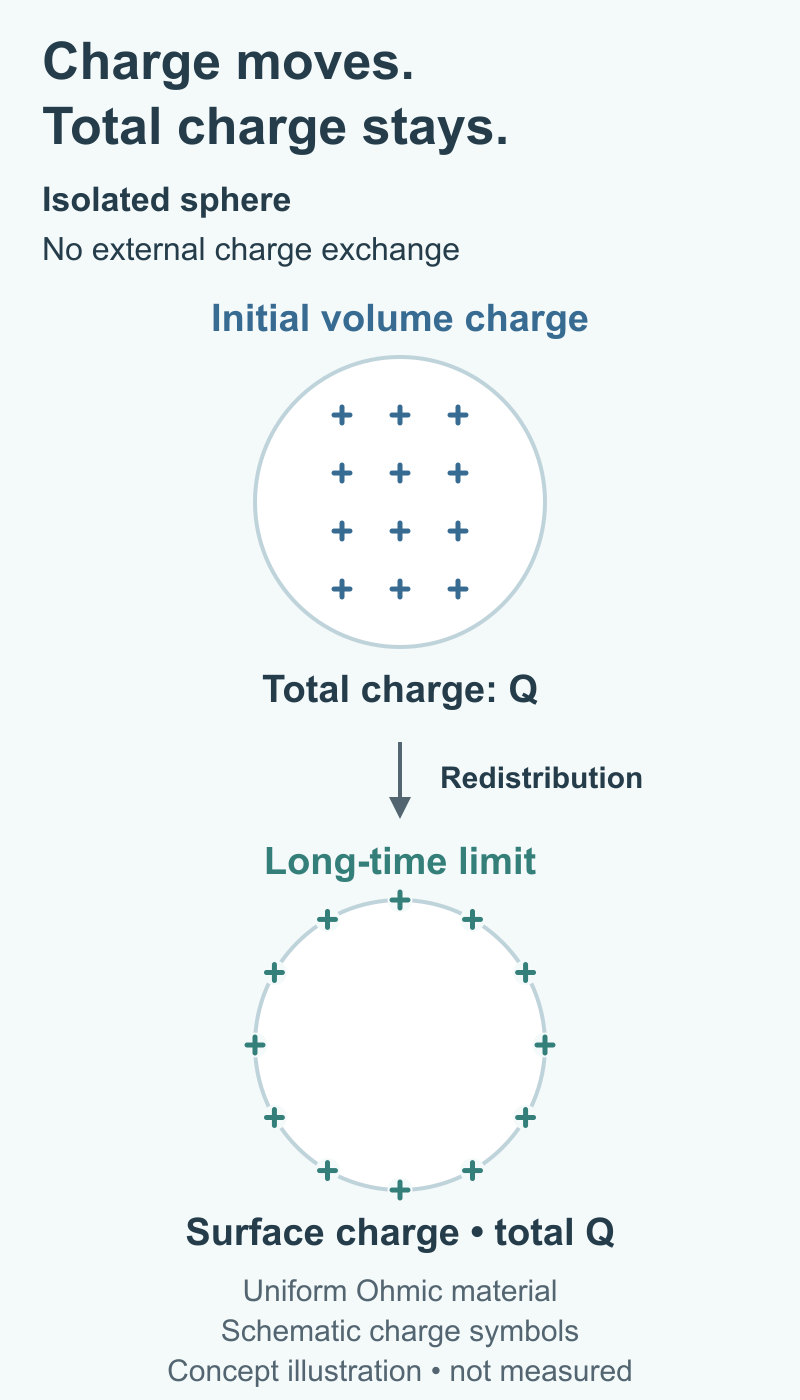 Charge moves.
Total charge stays.
Isolated sphere
No external charge exchange
Initial volume charge
Total charge: Q
Redistribution
Long-time limit
Surface charge • total Q
Uniform Ohmic material
Schematic charge symbols
Concept illustration • not measured